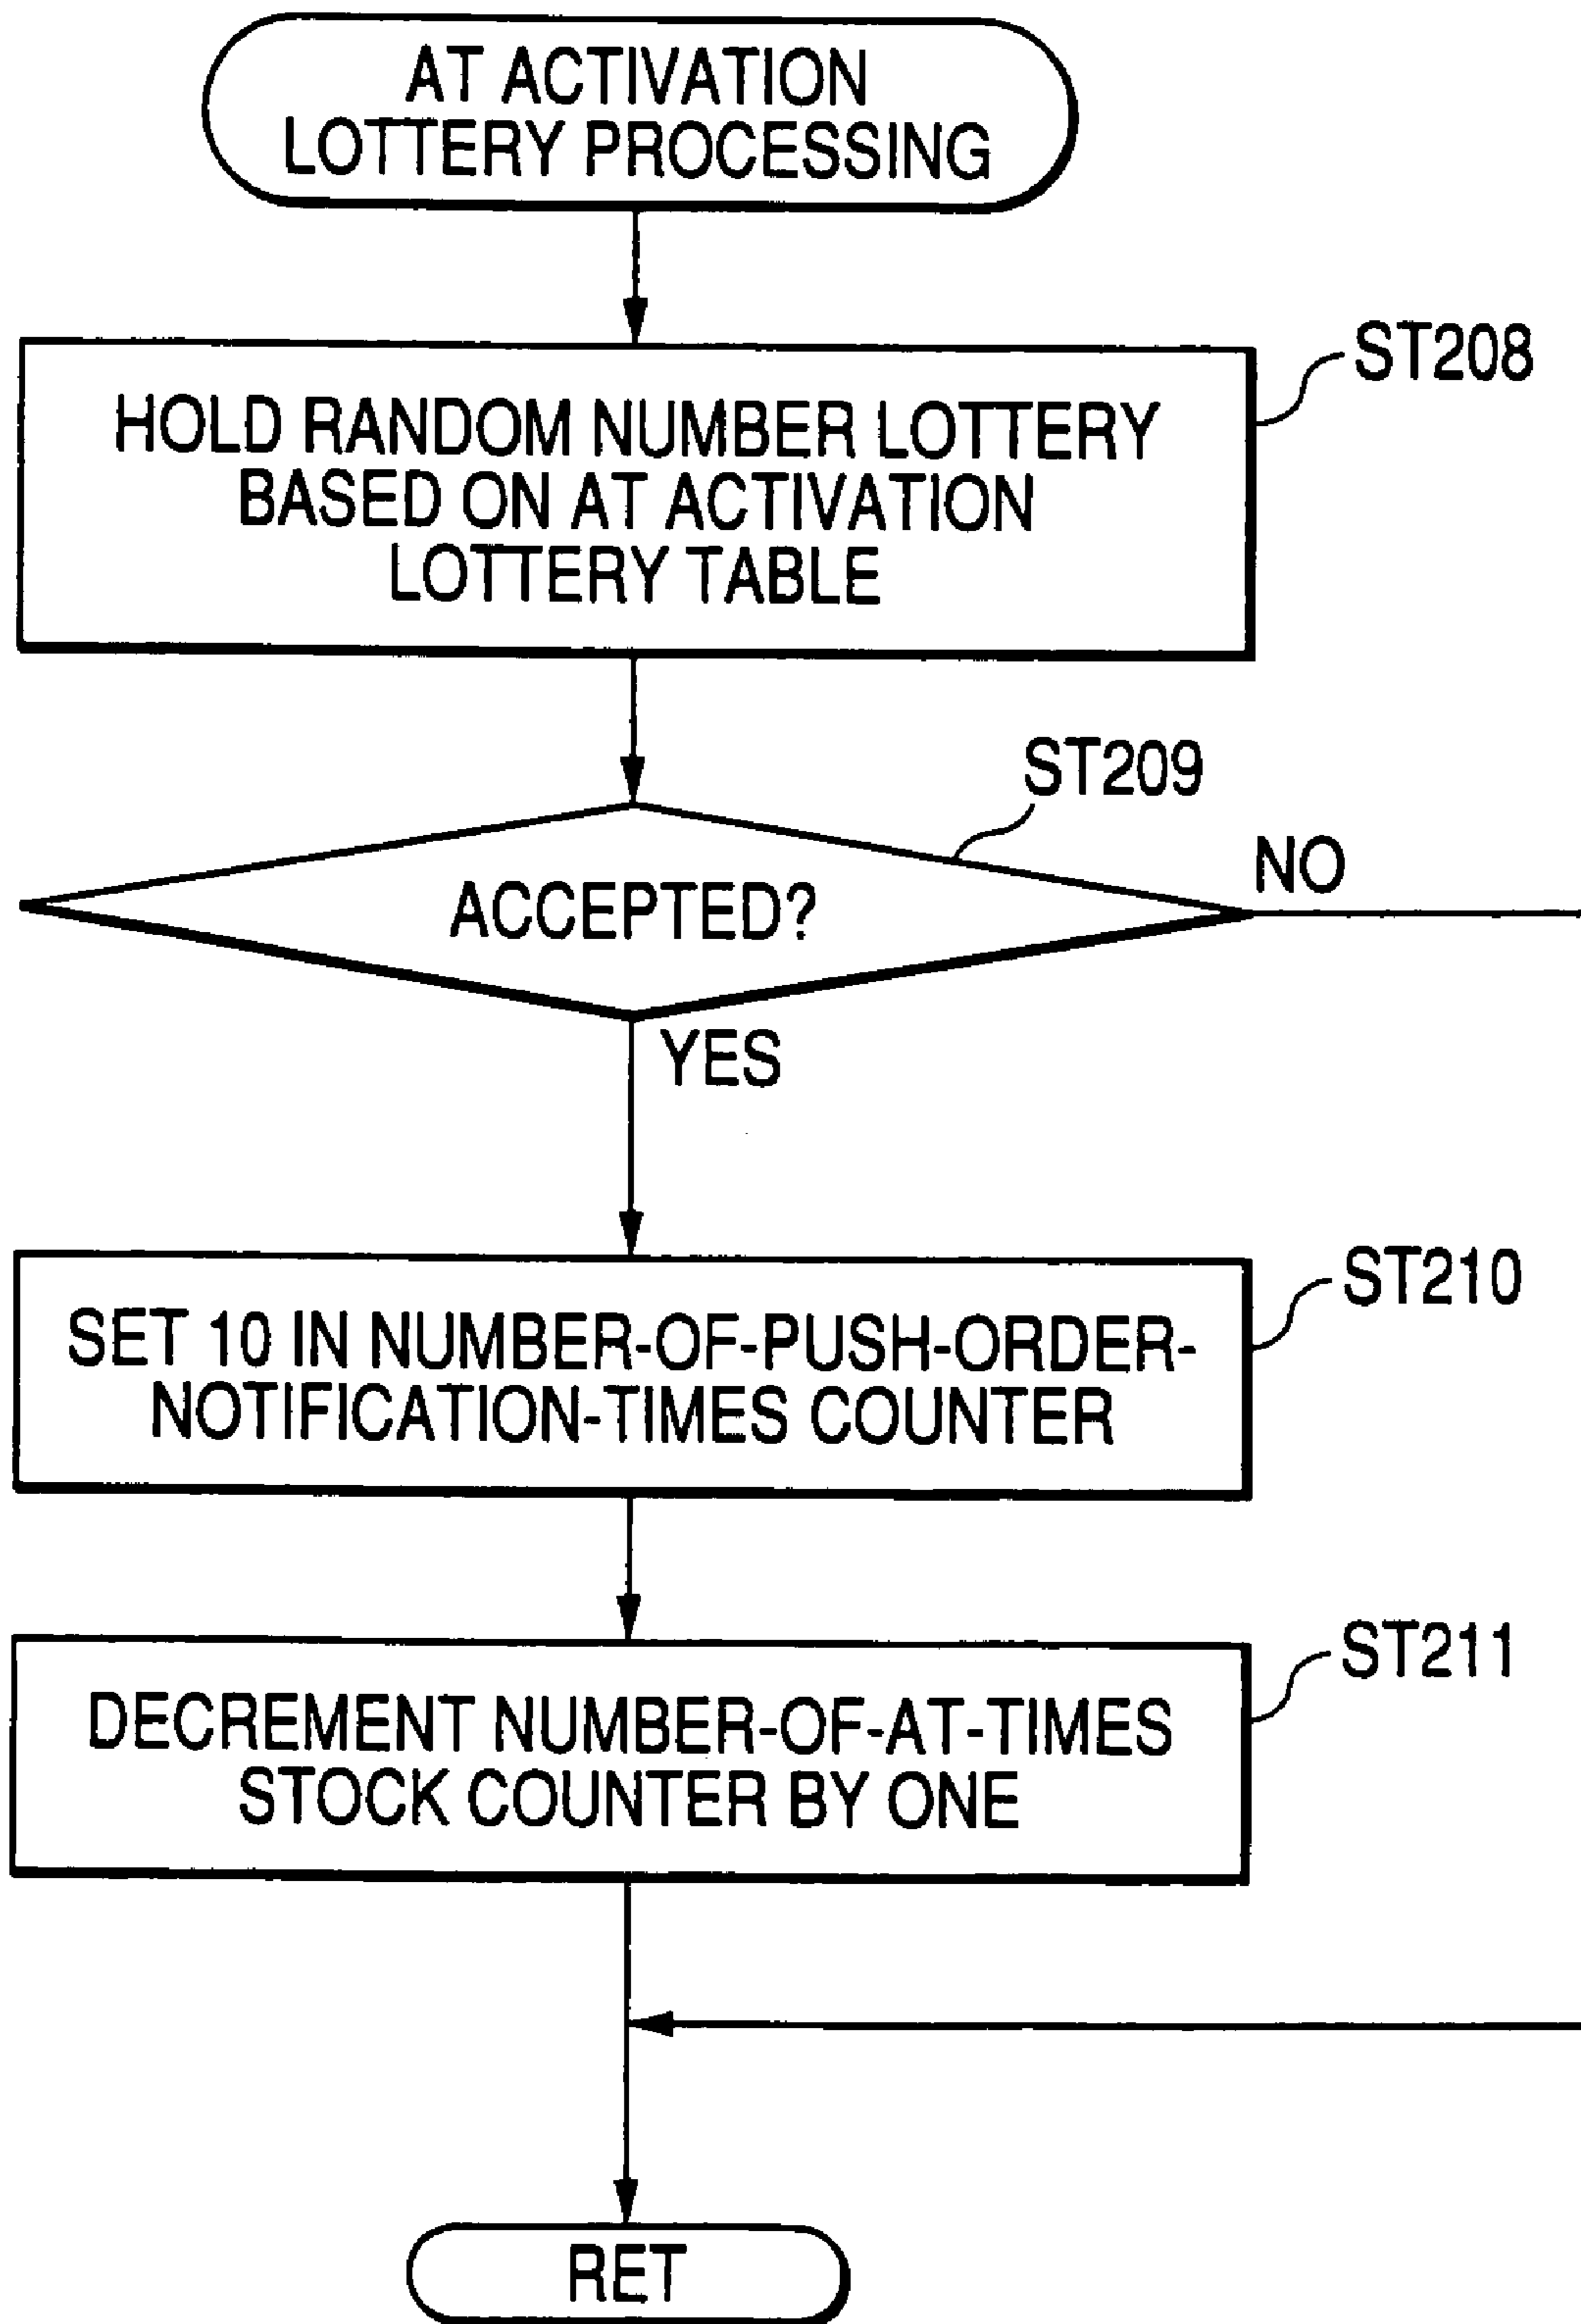 AT ACTIVATION
LOTTERY PROCESSING
ST208
HOLD RANDOM NUMBER LOTTERY
BASED ON AT ACTIVATION
LOTTERY TABLE
ST209
NO
ACCEPTED?
YES
ST210
SET 10 IN NUMBER-OF-PUSH-ORDER-
NOTIFICATION-TIMES COUNTER
ST211
DECREMENT NUMBER-OF-AT-TIMES
STOCK COUNTER BY ONE
RET